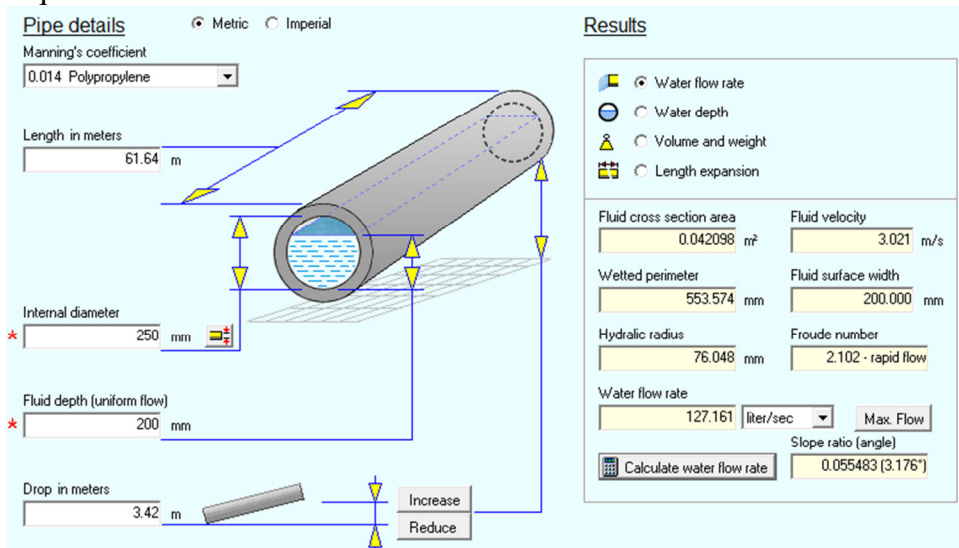 Pipe details
Metric
Imperial
Manning's coefficient
0.014 Polypropylene
Length in meters
61.64 m
Internal diameter
* 250 mm
Fluid depth (uniform flow)
* 200 mm
Drop in meters
3.42 m
Increase
Reduce
Results
Water flow rate
Water depth
Volume and weight
Length expansion
Fluid cross section area
0.042098 m²
Fluid velocity
3.021 m/s
Wetted perimeter
553.574 mm
Fluid surface width
200.000 mm
Hydralic radius
76.048 mm
Froude number
2.102 - rapid flow
Water flow rate
127.161 liter/sec
Max. Flow
Slope ratio (angle)
Calculate water flow rate
0.055483 (3.176°)